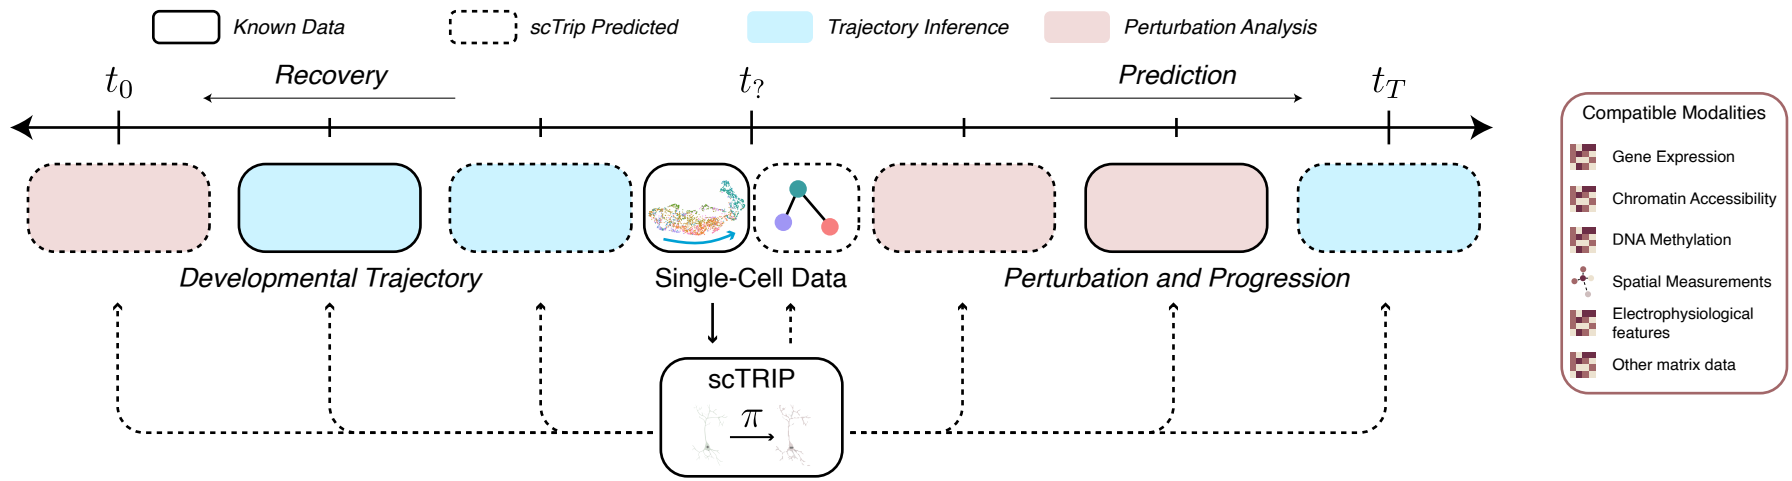 Known Data
scTrip Predicted
Trajectory Inference
Perturbation Analysis
t0
Recovery
t?
Prediction
tT
Developmental Trajectory
Single-Cell Data
Perturbation and Progression
scTRIP
π
Compatible Modalities
Gene Expression
Chromatin Accessibility
DNA Methylation
Spatial Measurements
Electrophysiological
features
Other matrix data